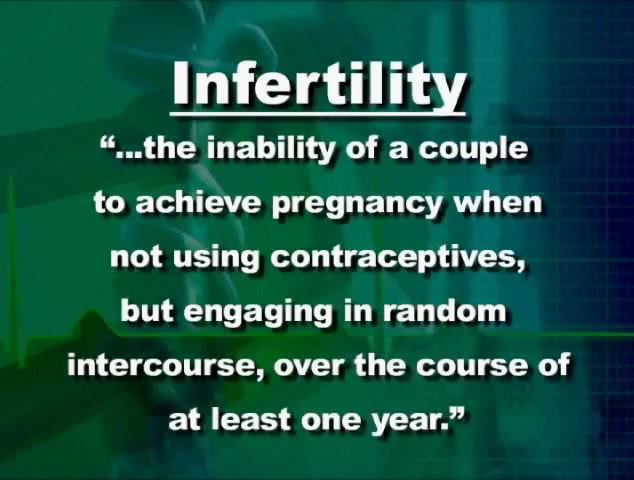 Infertility
“...the inability of a couple
to achieve pregnancy when
not using contraceptives,
but engaging in random
intercourse, over the course of
at least one year.”